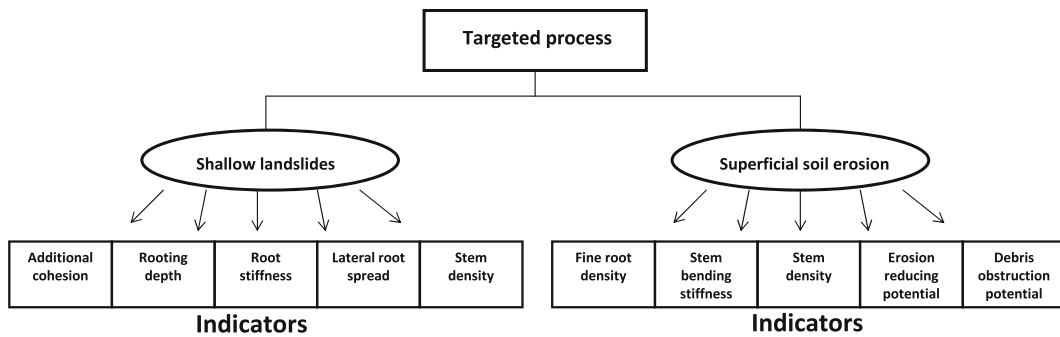 Targeted process
Shallow landslides
Superficial soil erosion
Additional
cohesion
Rooting
depth
Root
stiffness
Lateral root
spread
Stem
density
Fine root
density
Stem
bending
stiffness
Stem
density
Erosion
reducing
potential
Debris
obstruction
potential
Indicators
Indicators